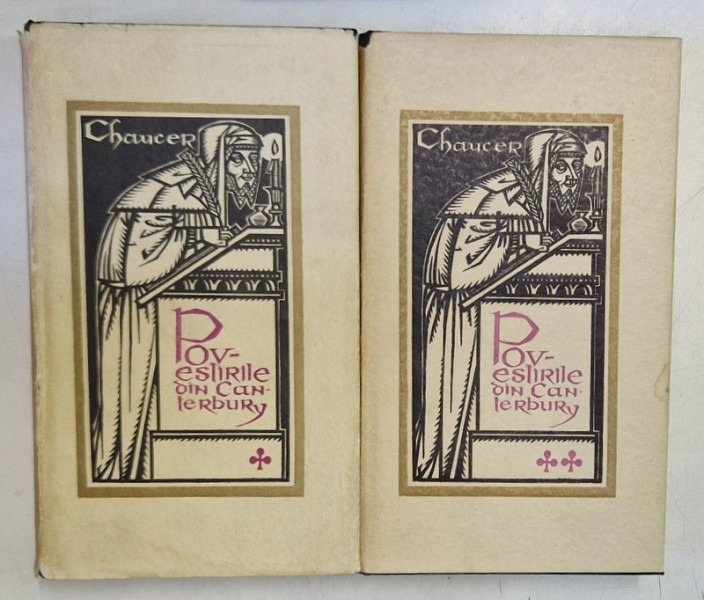 Chaucer
Pov-
estirile
din Can-
terbury
Chaucer
Pov-
estirile
din Can-
terbury